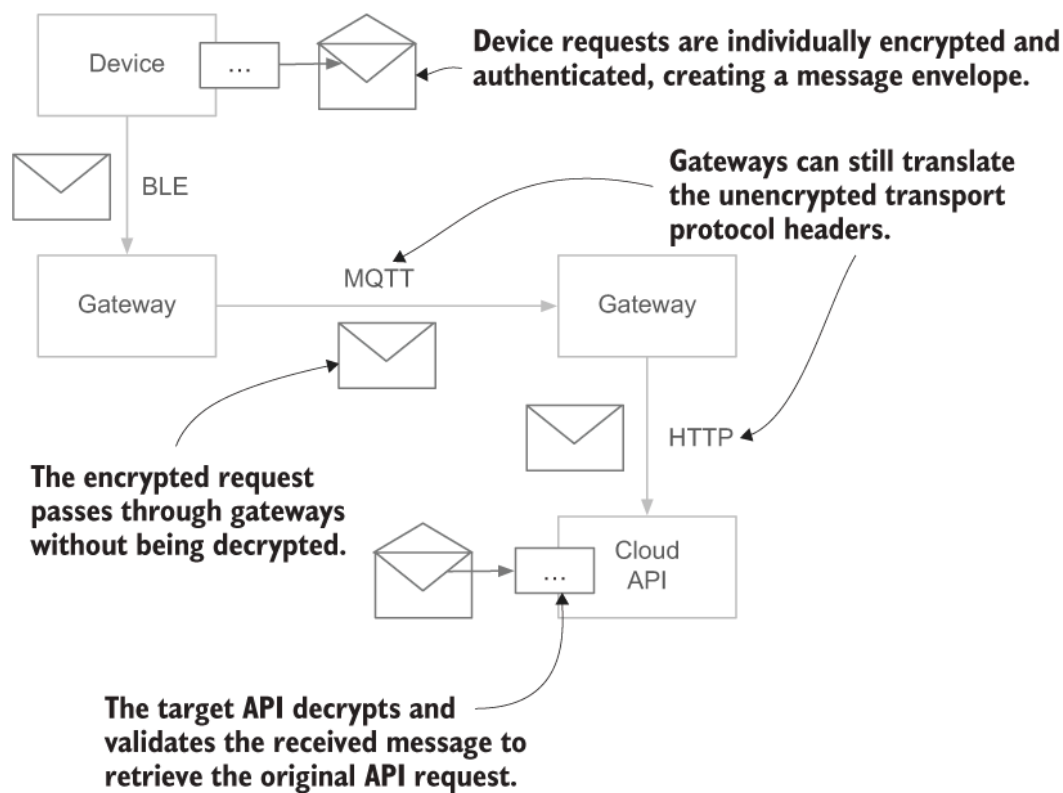 Device
...
Device requests are individually encrypted and
authenticated, creating a message envelope.
BLE
Gateways can still translate
the unencrypted transport
protocol headers.
Gateway
MQTT
Gateway
HTTP
The encrypted request
passes through gateways
without being decrypted.
...
Cloud
API
The target API decrypts and
validates the received message to
retrieve the original API request.